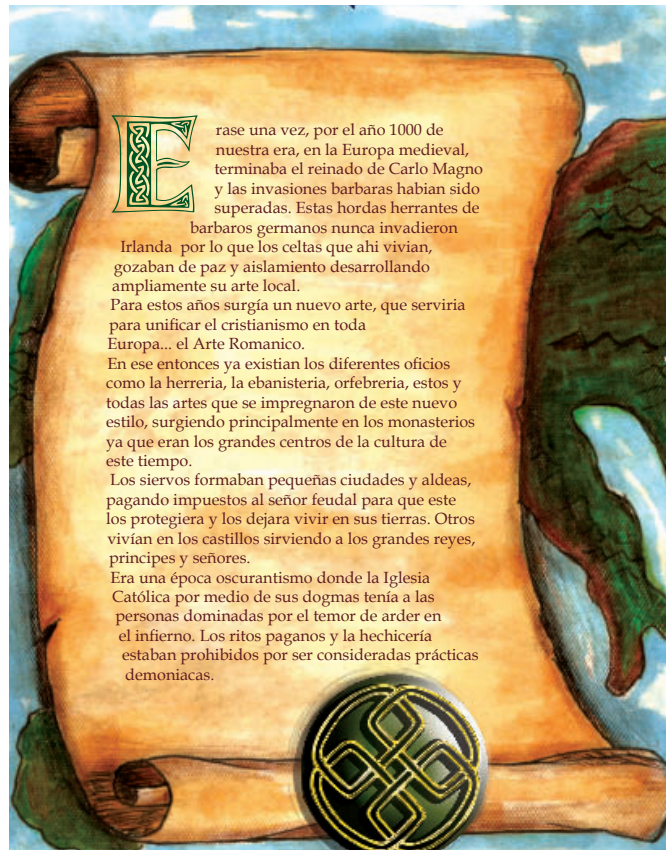 Erase una vez, por el año 1000 de
nuestra era, en la Europa medieval,
terminaba el reinado de Carlo Magno
y las invasiones barbaras habian sido
superadas. Estas hordas herrantes de
barbaros germanos nunca invadieron
Irlanda por lo que los celtas que ahi vivian,
gozaban de paz y aislamiento desarrollando
ampliamente su arte local.
Para estos años surgía un nuevo arte, que serviria
para unificar el cristianismo en toda
Europa... el Arte Romanico.
En ese entonces ya existian los diferentes oficios
como la herreria, la ebanisteria, orfebreria, estos y
todas las artes que se impregnaron de este nuevo
estilo, surgiendo principalmente en los monasterios
ya que eran los grandes centros de la cultura de
este tiempo.
Los siervos formaban pequeñas ciudades y aldeas,
pagando impuestos al señor feudal para que este
los protegiera y los dejara vivir en sus tierras. Otros
vivían en los castillos sirviendo a los grandes reyes,
principes y señores.
Era una época oscurantismo donde la Iglesia
Católica por medio de sus dogmas tenía a las
personas dominadas por el temor de arder en
el infierno. Los ritos paganos y la hechicería
estaban prohibidos por ser consideradas prácticas
demoniacas.